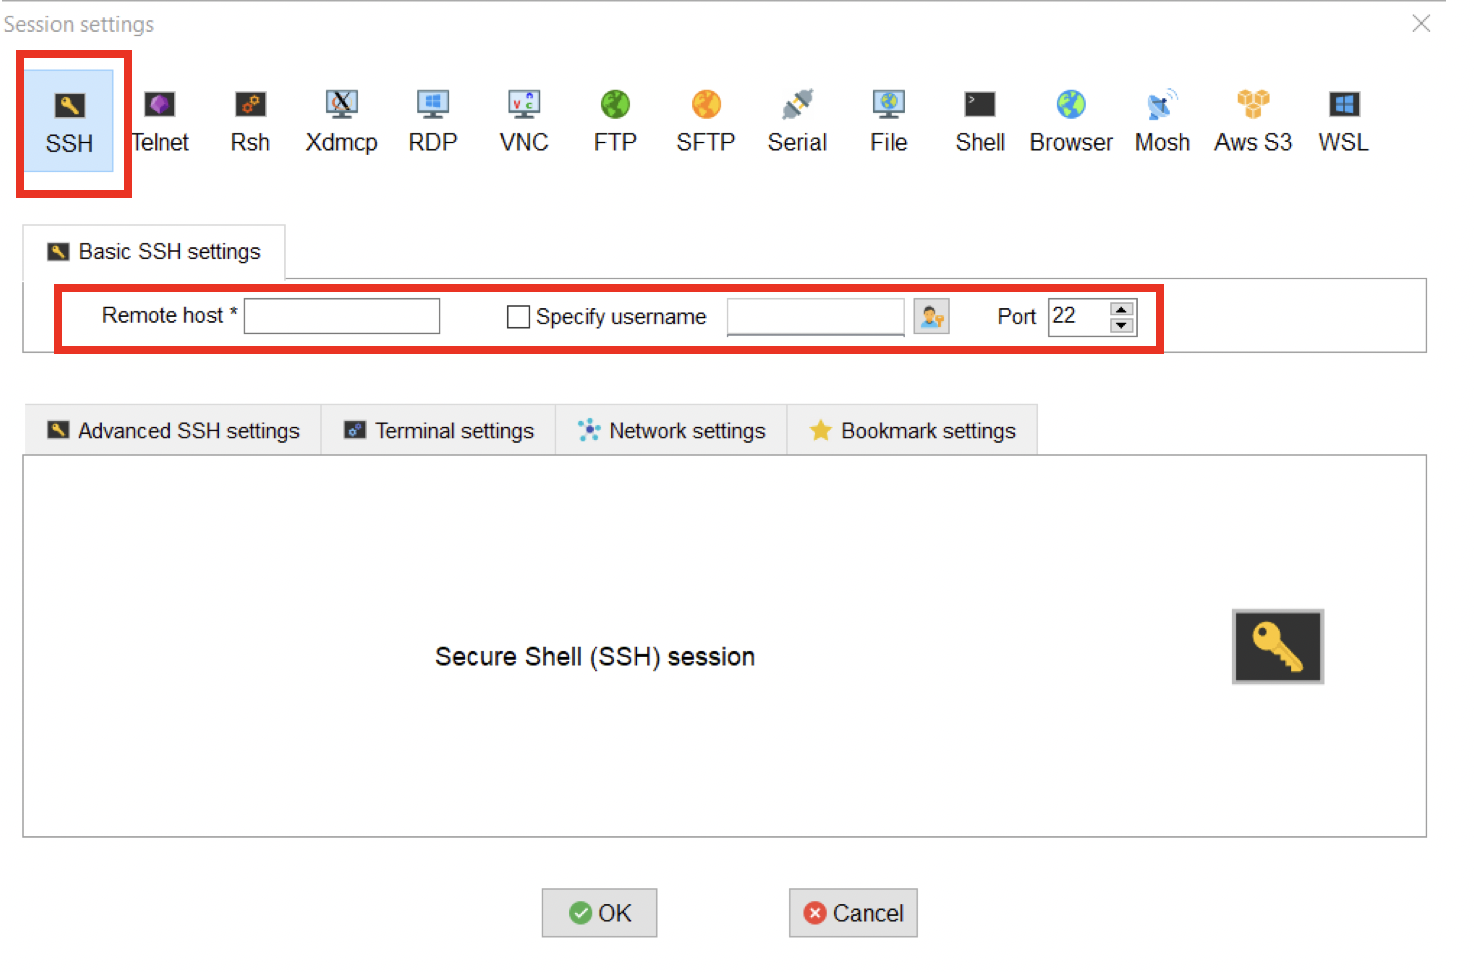 Session settings
SSH Telnet Rsh Xdmcp RDP VNC FTP SFTP Serial File Shell Browser Mosh Aws S3 WSL
Basic SSH settings
Remote host * Specify username Port 22
Advanced SSH settings Terminal settings Network settings Bookmark settings
Secure Shell (SSH) session
OK Cancel